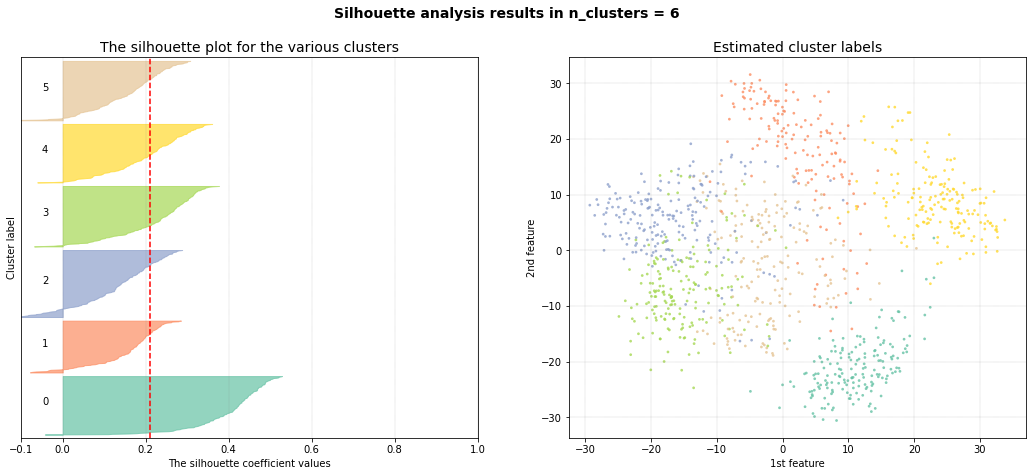 Silhouette analysis results in n_clusters = 6
The silhouette plot for the various clusters
Cluster label
5
4
3
2
1
0
−0.1 0.0 0.2 0.4 0.6 0.8 1.0
The silhouette coefficient values
Estimated cluster labels
2nd feature
30
20
10
0
−10
−20
−30
−30 −20 −10 0 10 20 30
1st feature